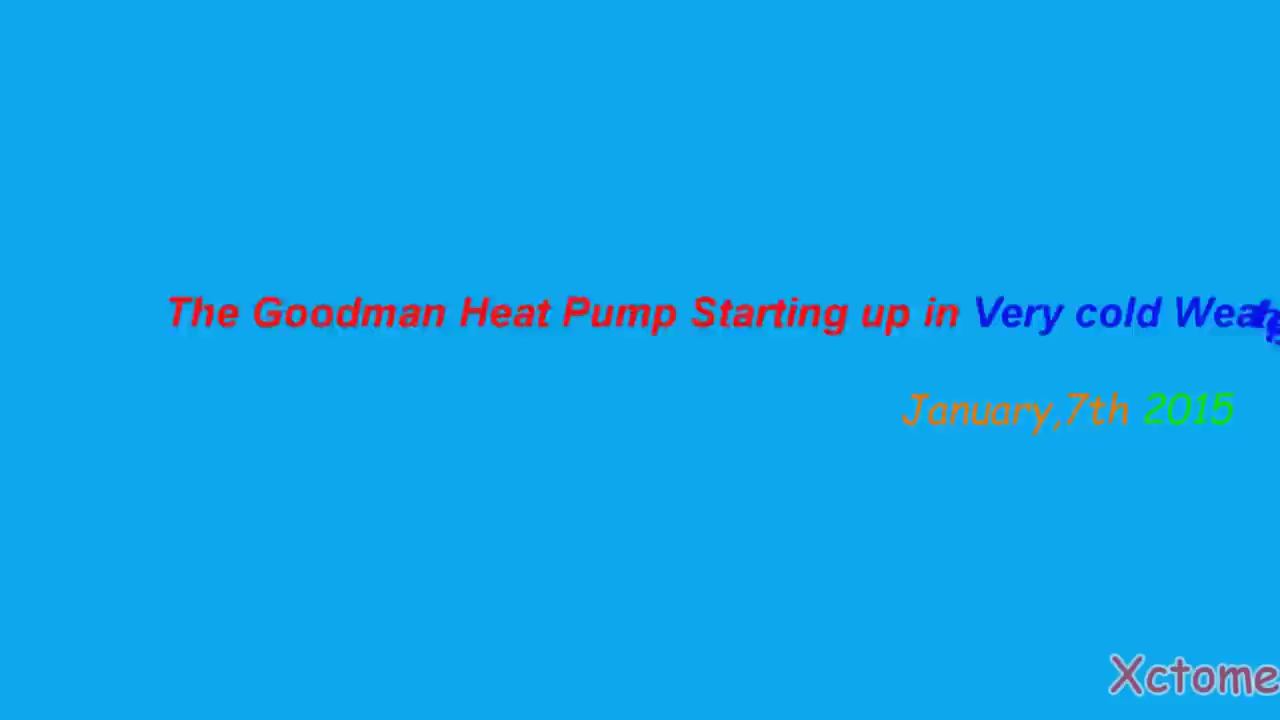 The Goodman Heat Pump Starting up in Very cold
January,7th 2015
Xctome